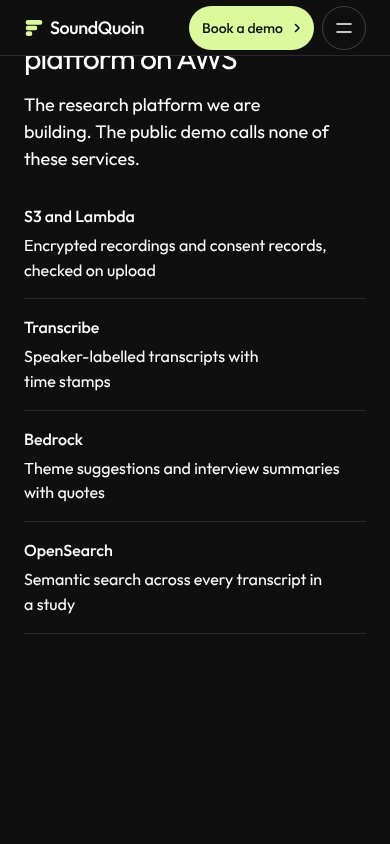 SoundQuoin
Book a demo
platform on AWS
The research platform we are
building. The public demo calls none of
these services.
S3 and Lambda
Encrypted recordings and consent records,
checked on upload
Transcribe
Speaker-labelled transcripts with
time stamps
Bedrock
Theme suggestions and interview summaries
with quotes
OpenSearch
Semantic search across every transcript in
a study